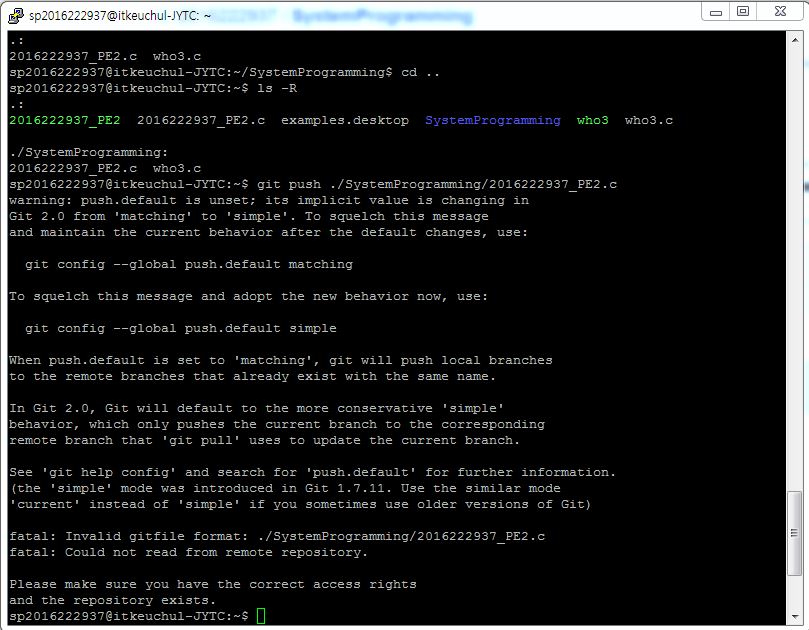 sp2016222937@itkeuchul-JYTC: ~
.:
2016222937_PE2.c  who3.c
sp2016222937@itkeuchul-JYTC:~/SystemProgramming$ cd ..
sp2016222937@itkeuchul-JYTC:~$ ls -R
.:
2016222937_PE2  2016222937_PE2.c  examples.desktop  SystemProgramming  who3  who3.c
./SystemProgramming:
2016222937_PE2.c  who3.c
sp2016222937@itkeuchul-JYTC:~$ git push ./SystemProgramming/2016222937_PE2.c
warning: push.default is unset; its implicit value is changing in
Git 2.0 from 'matching' to 'simple'. To squelch this message
and maintain the current behavior after the default changes, use:
  git config --global push.default matching
To squelch this message and adopt the new behavior now, use:
  git config --global push.default simple
When push.default is set to 'matching', git will push local branches
to the remote branches that already exist with the same name.
In Git 2.0, Git will default to the more conservative 'simple'
behavior, which only pushes the current branch to the corresponding
remote branch that 'git pull' uses to update the current branch.
See 'git help config' and search for 'push.default' for further information.
(the 'simple' mode was introduced in Git 1.7.11. Use the similar mode
'current' instead of 'simple' if you sometimes use older versions of Git)
fatal: Invalid gitfile format: ./SystemProgramming/2016222937_PE2.c
fatal: Could not read from remote repository.
Please make sure you have the correct access rights
and the repository exists.
sp2016222937@itkeuchul-JYTC:~$